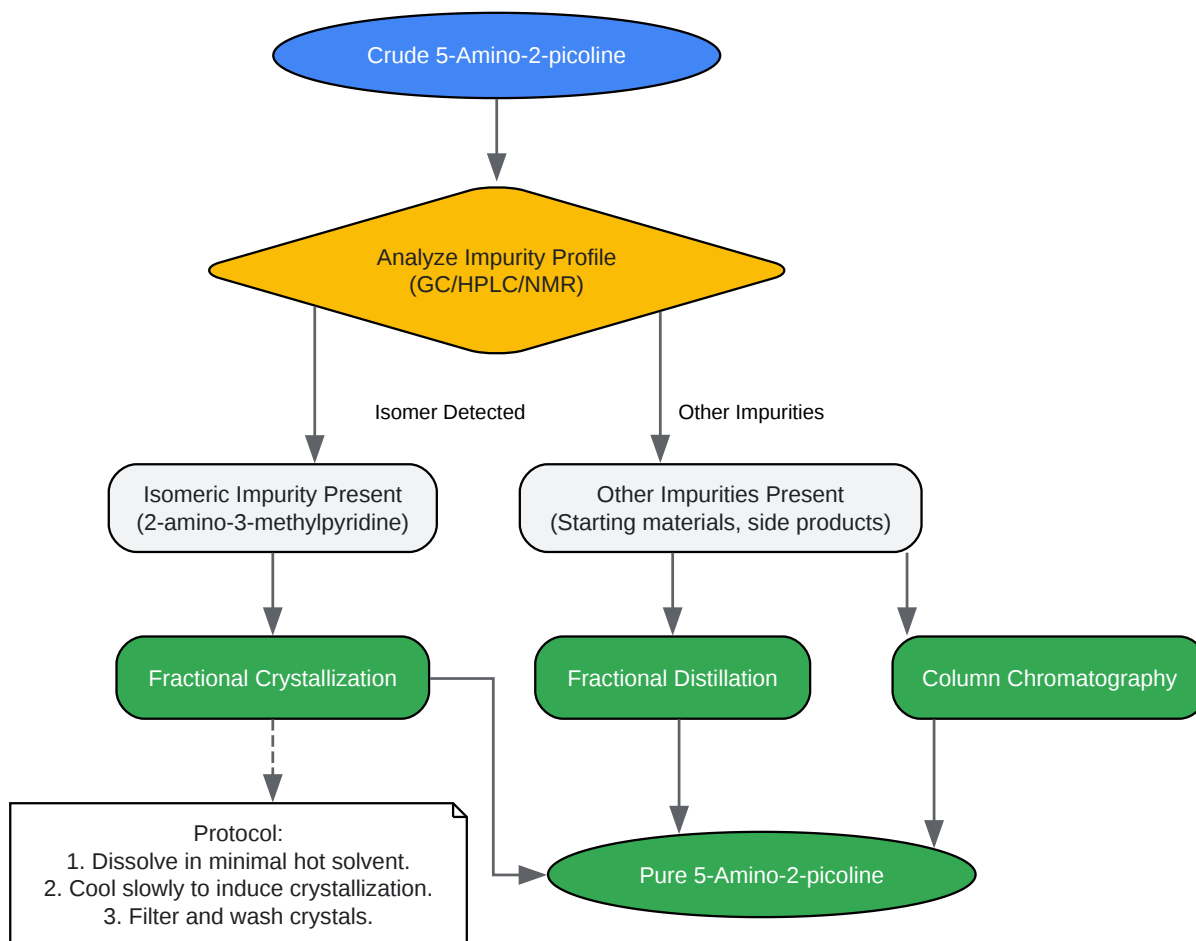 Crude 5-Amino-2-picoline
Analyze Impurity Profile
(GC/HPLC/NMR)
Isomer Detected
Other Impurities
Isomeric Impurity Present
(2-amino-3-methylpyridine)
Other Impurities Present
(Starting materials, side products)
Fractional Crystallization
Fractional Distillation
Column Chromatography
Protocol:
1. Dissolve in minimal hot solvent.
2. Cool slowly to induce crystallization.
3. Filter and wash crystals.
Pure 5-Amino-2-picoline